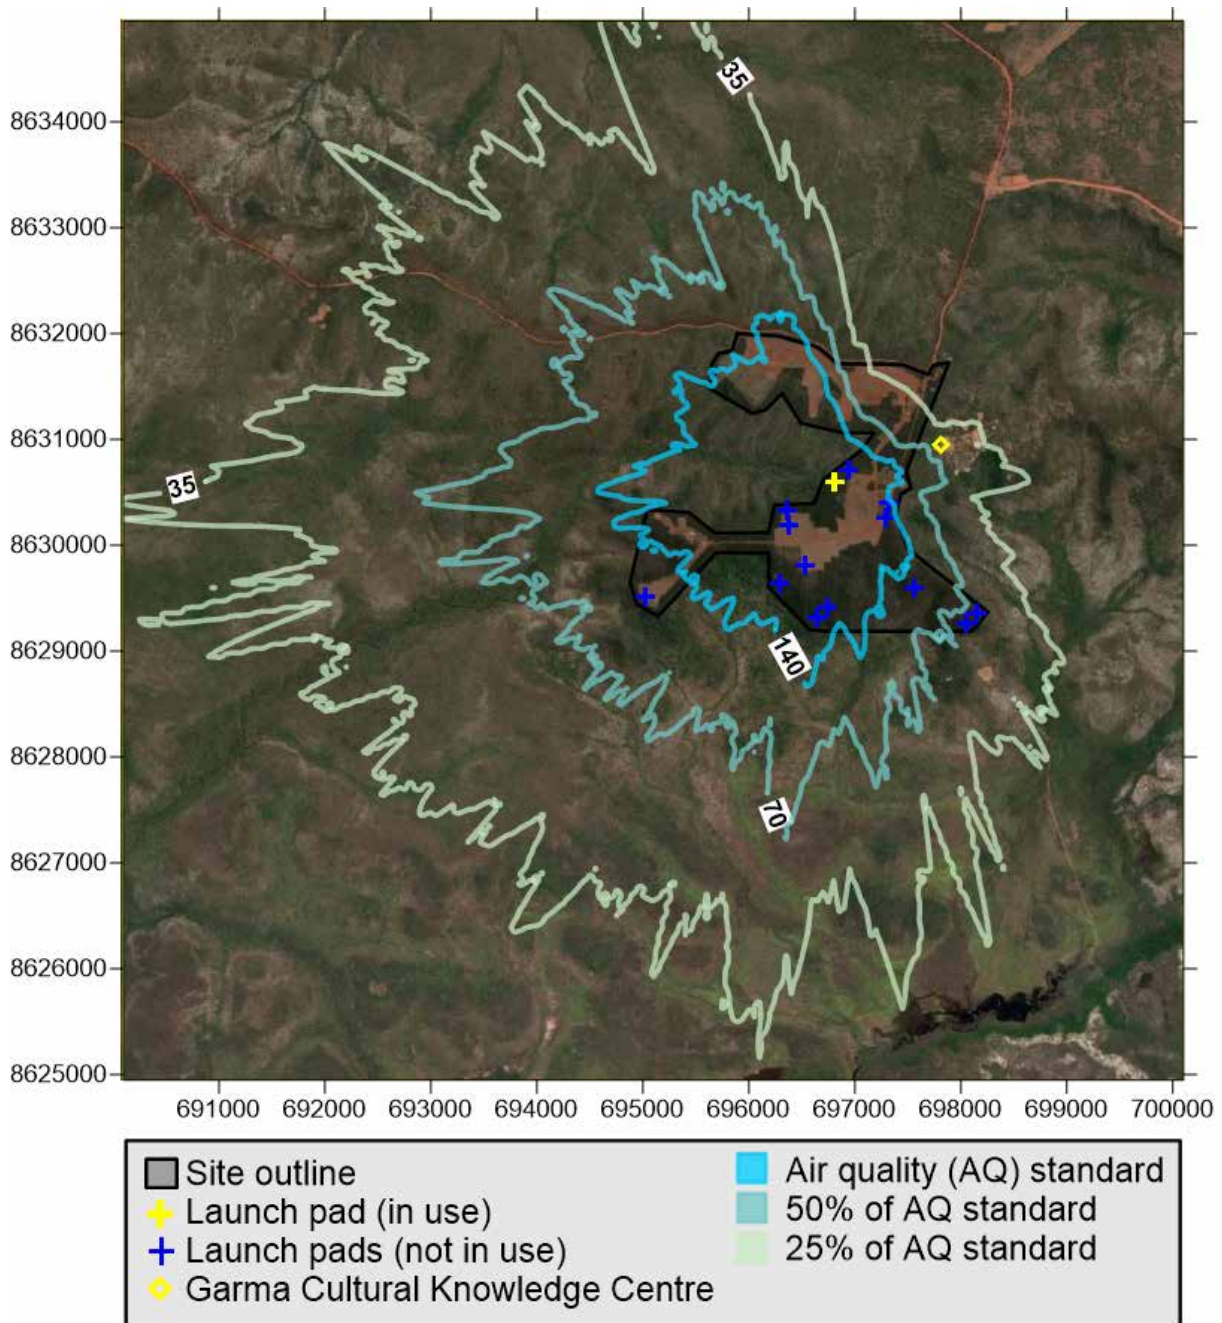 35
8634000
8633000
8632000
8631000
35
8630000
8629000
140
8628000
70
8627000
8626000
8625000
691000 692000 693000 694000 695000 696000 697000 698000 699000 700000
Site outline
Launch pad (in use)
Launch pads (not in use)
Garma Cultural Knowledge Centre
Air quality (AQ) standard
50% of AQ standard
25% of AQ standard